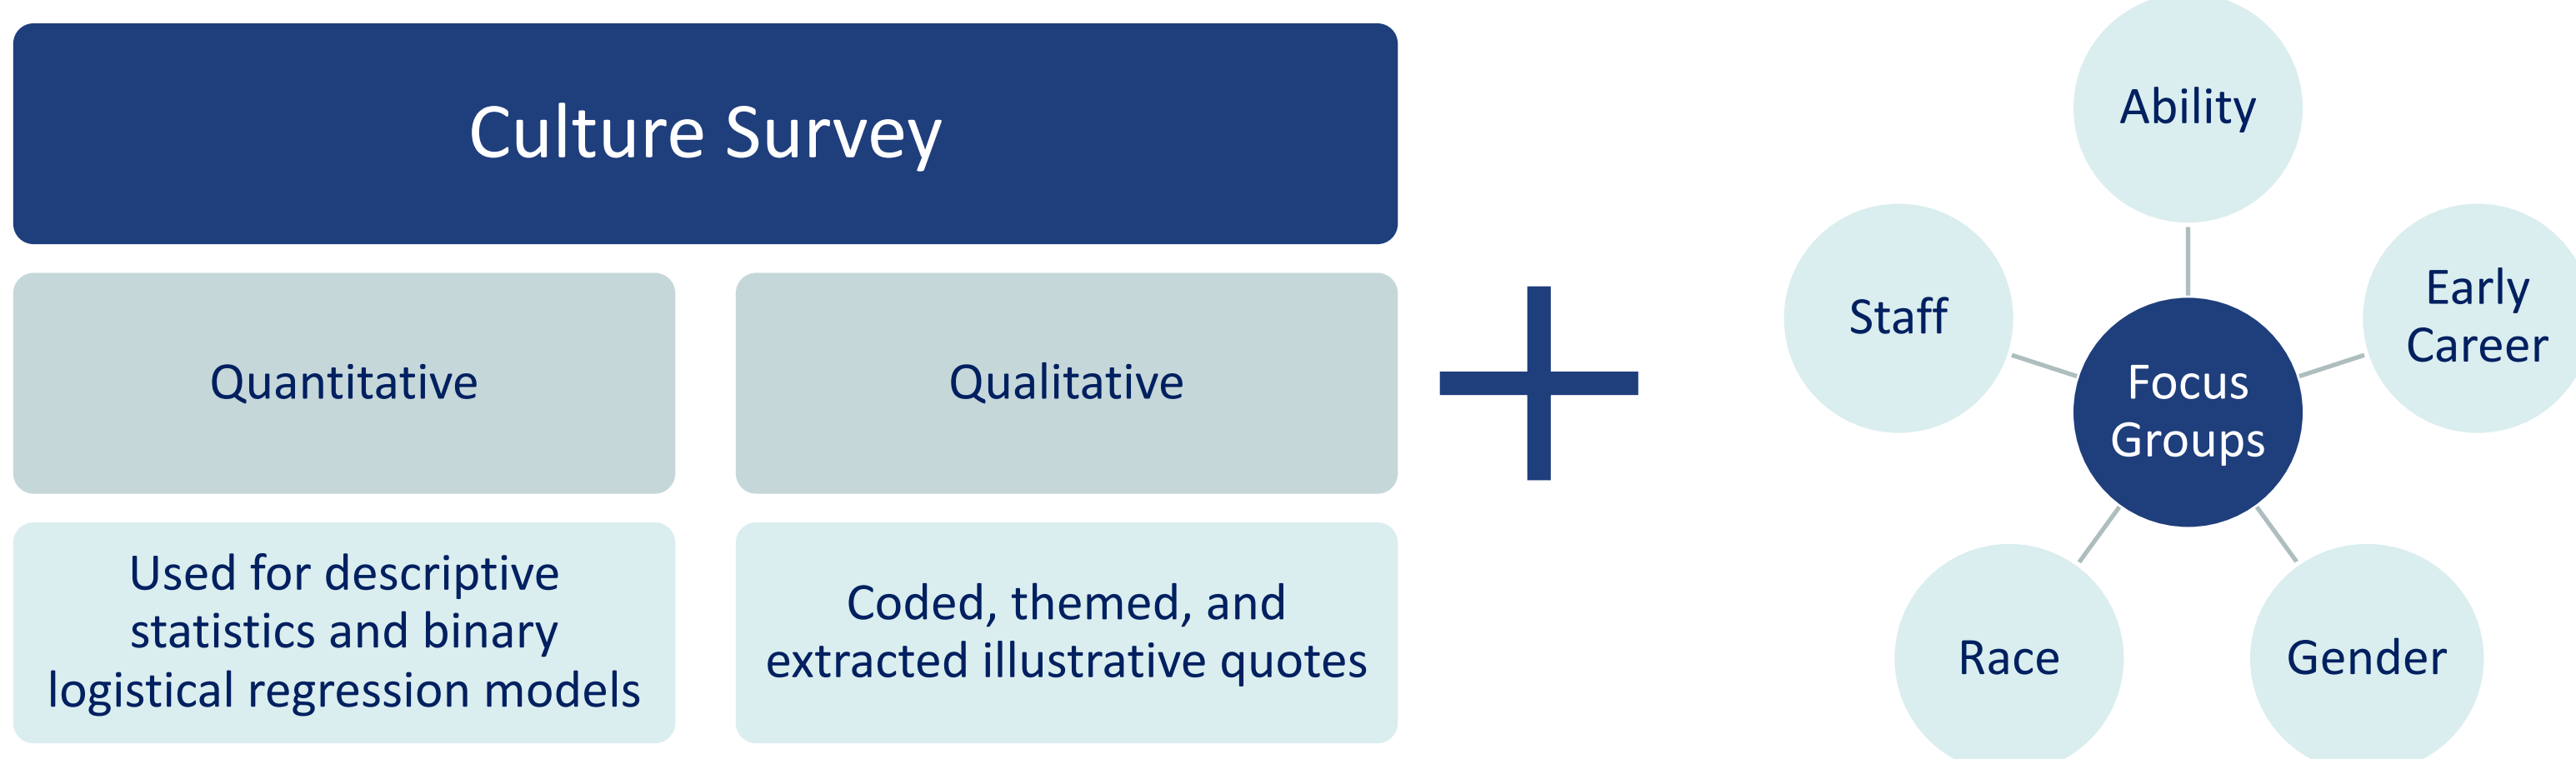 Culture Survey
Quantitative
Qualitative
Used for descriptive
statistics and binary
logistical regression models
Coded, themed, and
extracted illustrative quotes
Ability
Staff
Early
Career
Focus
Groups
Race
Gender